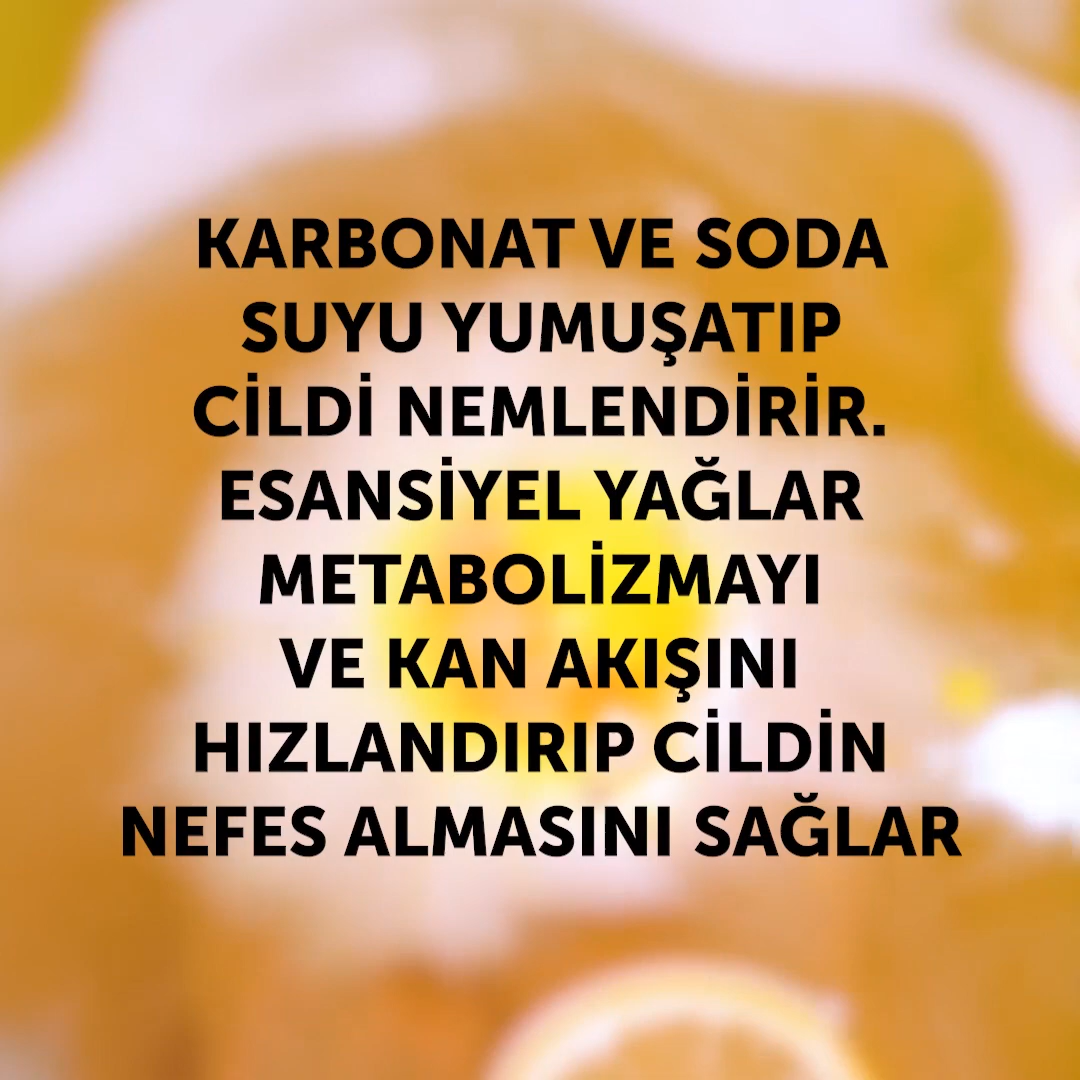 KARBONAT VE SODA
SUYU YUMUŞATIP
CİLDİ NEMLENDİRİR.
ESANSİYEL YAĞLAR
METABOLİZMAYI
VE KAN AKIŞINI
HIZLANDIRIP CİLDİN
NEFES ALMASINI SAĞLAR